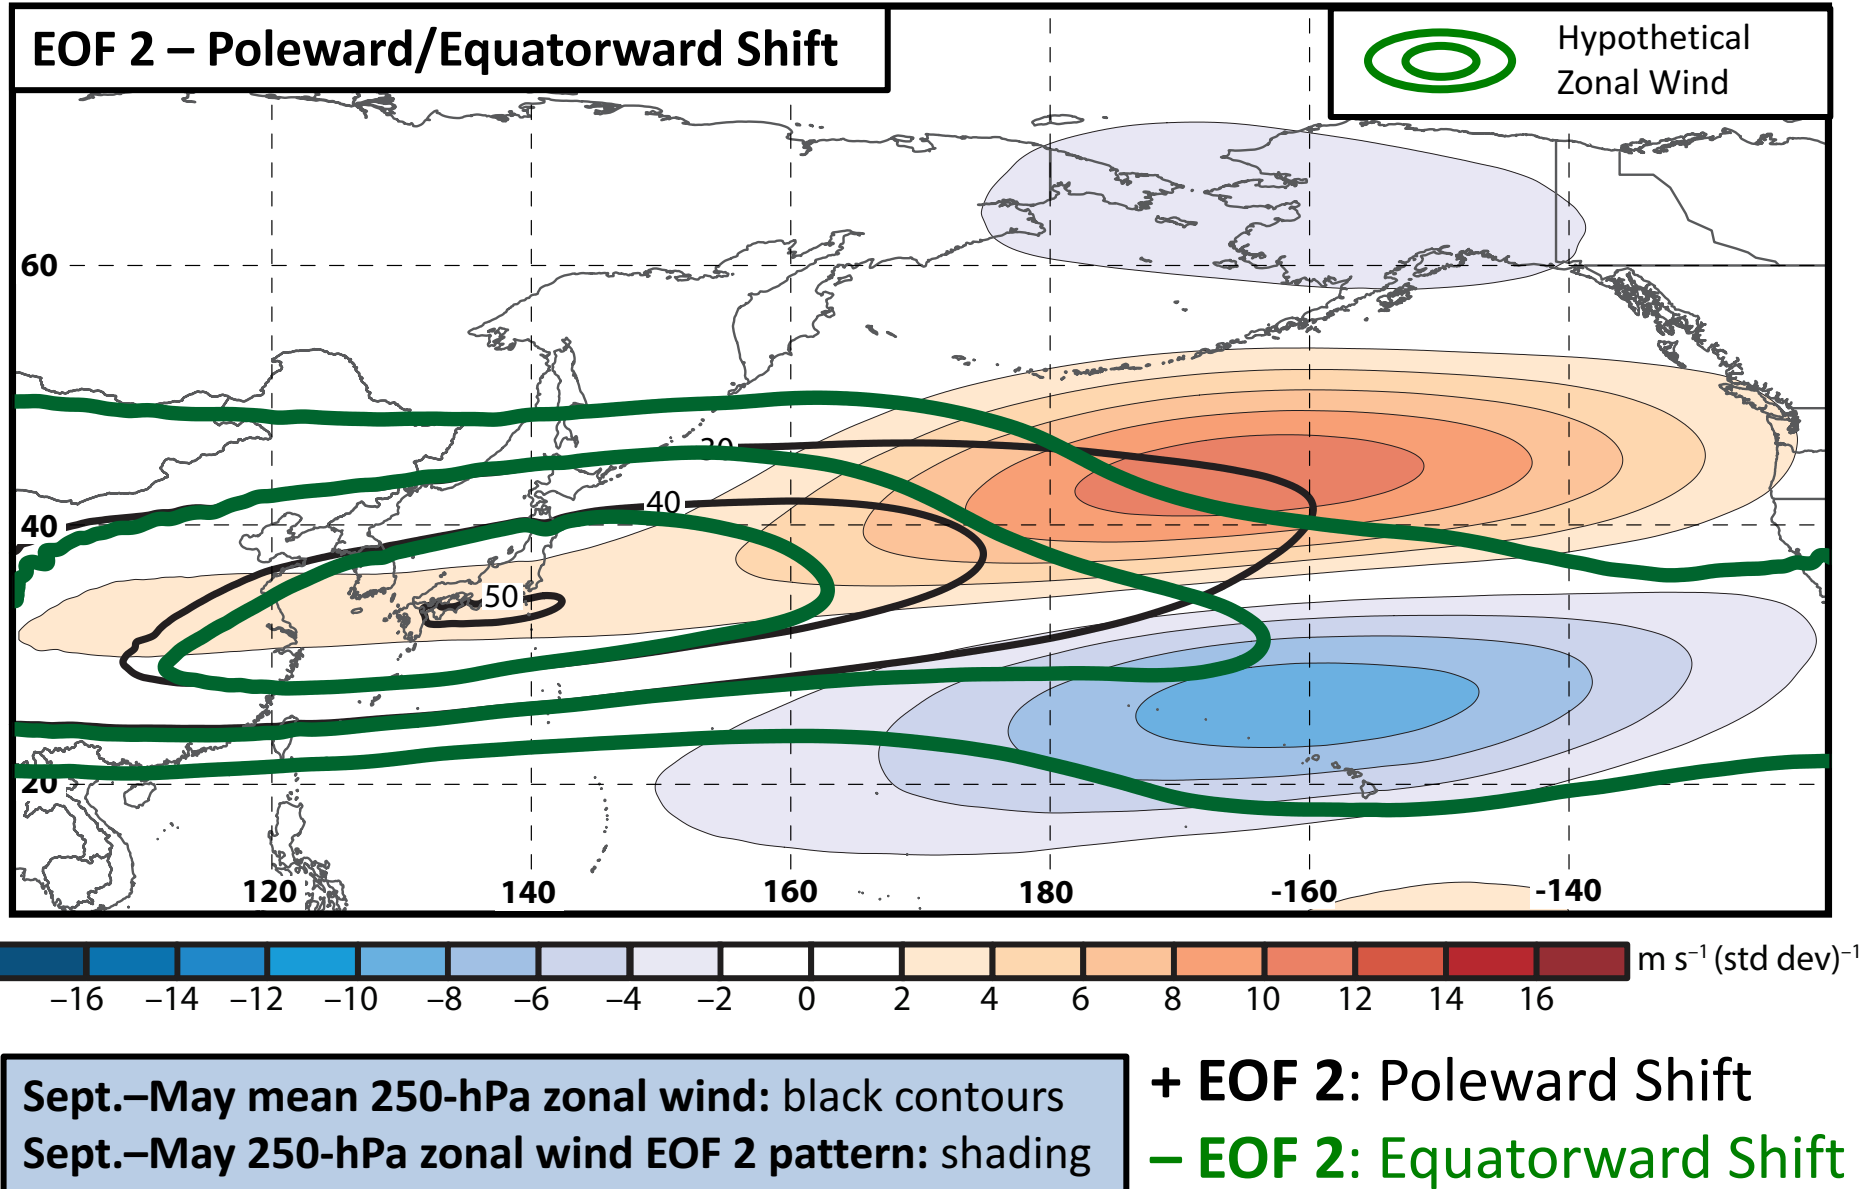 EOF 2 – Poleward/Equatorward Shift
Hypothetical
Zonal Wind
60
40
20
30
40
50
120 140 160 180 -160 -140
−16 −14 −12 −10 −8 −6 −4 −2 0 2 4 6 8 10 12 14 16 m s⁻¹ (std dev)⁻¹
Sept.–May mean 250-hPa zonal wind: black contours
Sept.–May 250-hPa zonal wind EOF 2 pattern: shading
+ EOF 2: Poleward Shift
– EOF 2: Equatorward Shift